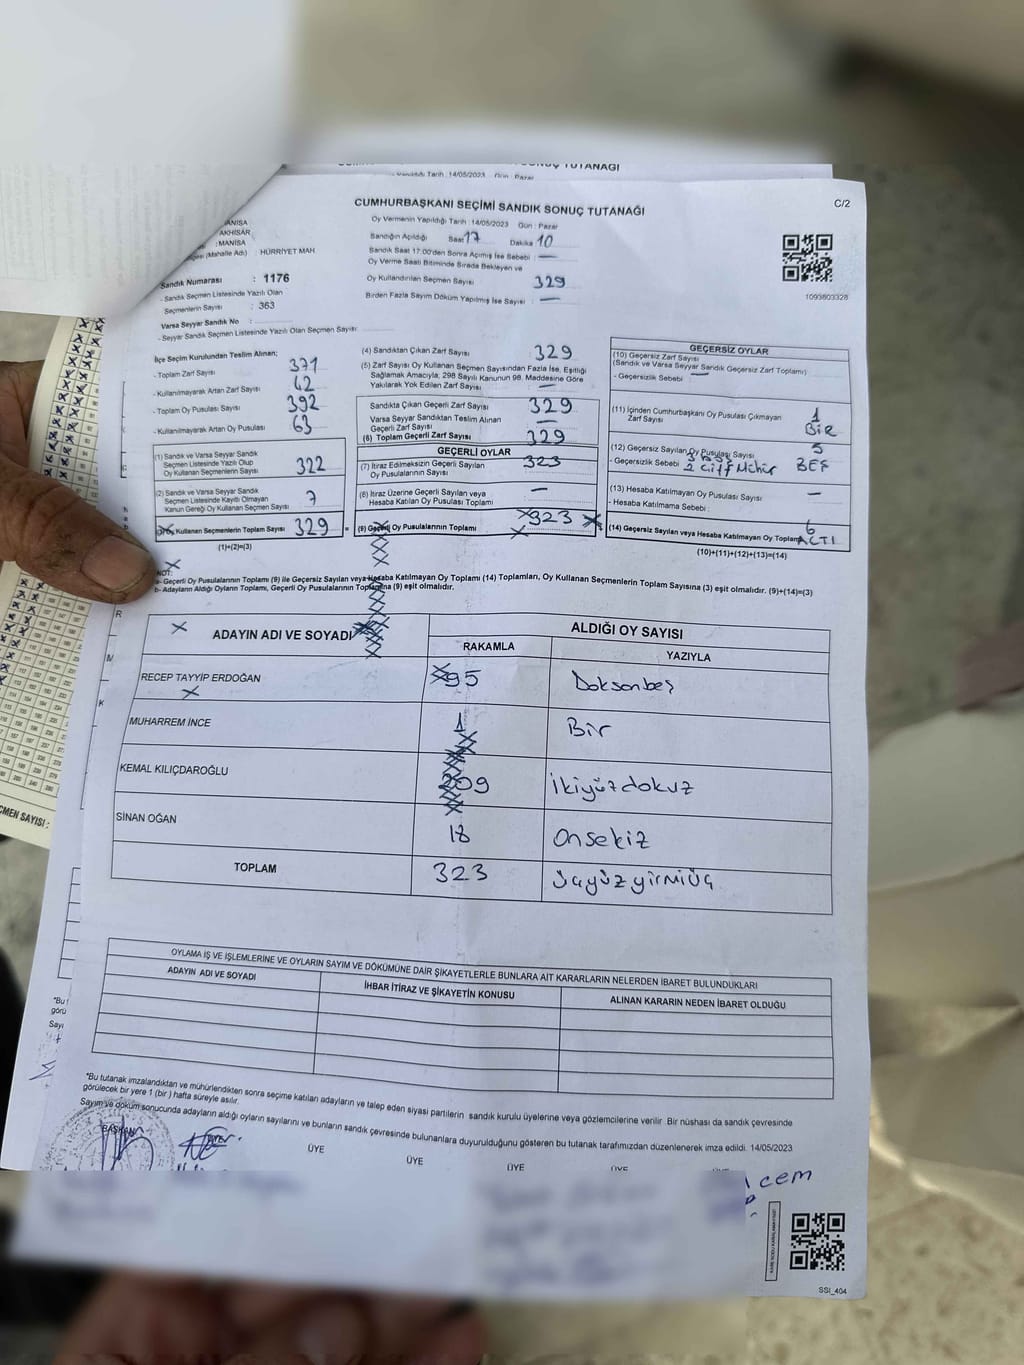 NUÇ TUTANAĞI
Tarih : 14/05/2023 Gün : Pazar
C/2
CUMHURBAŞKANI SEÇİMİ SANDIK SONUÇ TUTANAĞI
Oy Vermenin Yapıldığı Tarih : 14/05/2023 Gün : Pazar
Sandığın Açıldığı Saat 17 Dakika 10
Sandık Saat 17:00'den Sonra Açımış İse Sebebi : —
Oy Verme Saati Bitiminde Sırada Bekleyen ve
Oy Kullandırılan Seçmen Sayısı : 329
Birden Fazla Sayım Döküm Yapılmış İse Sayısı : —
MANİSA
AKHİSAR
: MANİSA
(Mahalle Adı) : HÜRRİYET MAH
Sandık Numarası : 1176
- Sandık Seçmen Listesinde Yazılı Olan
Seçmenlerin Sayısı : 363
Varsa Seyyar Sandık No :
- Seyyar Sandık Seçmen Listesinde Yazılı Olan Seçmen Sayısı :
1093803328
İlçe Seçim Kurulundan Teslim Alınan;
- Toplam Zarf Sayısı : 371
- Kullanılmayarak Artan Zarf Sayısı : 42
- Toplam Oy Pusulası Sayısı : 392
- Kullanılmayarak Artan Oy Pusulası : 63
(1) Sandık ve Varsa Seyyar Sandık
Seçmen Listesinde Yazılı Olup
Oy Kullanan Seçmenlerin Sayısı 322
(2) Sandık ve Varsa Seyyar Sandık
Seçmen Listesinde Kayıtlı Olmayan
Kanun Gereği Oy Kullanan Seçmen Sayısı 7
Oy Kullanan Seçmenlerin Toplam Sayısı 329 =
(1)+(2)=(3)
(4) Sandıktan Çıkan Zarf Sayısı : 329
(5) Zarf Sayısı Oy Kullanan Seçmen Sayısından Fazla İse, Eşitliği
Sağlamak Amacıyla; 298 Sayılı Kanunun 98. Maddesine Göre
Yakılarak Yok Edilen Zarf Sayısı : —
Sandıkta Çıkan Geçerli Zarf Sayısı : 329
Varsa Seyyar Sandıktan Teslim Alınan
Geçerli Zarf Sayısı : —
(6) Toplam Geçerli Zarf Sayısı : 329
GEÇERLİ OYLAR
(7) İtiraz Edilmeksizin Geçerli Sayılan
Oy Pusulalarının Sayısı 323
(8) İtiraz Üzerine Geçerli Sayılan veya
Hesaba Katılan Oy Pusulası Toplamı —
(9) Geçerli Oy Pusulalarının Toplamı 323
GEÇERSİZ OYLAR
(10) Geçersiz Zarf Sayısı
(Sandık ve Varsa Seyyar Sandık Geçersiz Zarf Toplamı)
- Geçersizlik Sebebi : —
(11) İçinden Cumhurbaşkanı Oy Pusulası Çıkmayan
Zarf Sayısı 1 BİR
(12) Geçersiz Sayılan Oy Pusulası Sayısı 5
- Geçersizlik Sebebi : 2 Çift Mühür BEŞ
(13) Hesaba Katılmayan Oy Pusulası Sayısı —
- Hesaba Katılmama Sebebi :
(14) Geçersiz Sayılan veya Hesaba Katılmayan Oy Toplamı 6 ALTI
(10)+(11)+(12)+(13)=(14)
NOT:
a- Geçerli Oy Pusulalarının Toplamı (9) ile Geçersiz Sayılan veya Hesaba Katılmayan Oy Toplamı (14) Toplamları, Oy Kullanan Seçmenlerin Toplam Sayısına (3) eşit olmalıdır. (9)+(14)=(3)
b- Adayların Aldığı Oyların Toplamı, Geçerli Oy Pusulalarının Toplamına (9) eşit olmalıdır.
ADAYIN ADI VE SOYADI
ALDIĞI OY SAYISI
RAKAMLA YAZIYLA
RECEP TAYYİP ERDOĞAN 95 Doksanbeş
MUHARREM İNCE 1 Bir
KEMAL KILIÇDAROĞLU 209 ikiyüzdokuz
SİNAN OĞAN 18 onsekiz
TOPLAM 323 üçyüzyirmiüç
OYLAMA İŞ VE İŞLEMLERİNE VE OYLARIN SAYIM VE DÖKÜMÜNE DAİR ŞİKAYETLERLE BUNLARA AİT KARARLARIN NELERDEN İBARET BULUNDUKLARI
ADAYIN ADI VE SOYADI İHBAR İTİRAZ VE ŞİKAYETİN KONUSU ALINAN KARARIN NEDEN İBARET OLDUĞU
*Bu tutanak imzalandıktan ve mühürlendikten sonra seçime katılan adayların ve talep eden siyasi partilerin sandık kurulu üyelerine veya gözlemcilerine verilir. Bir nüshası da sandık çevresinde
görülecek bir yere 1 (bir ) hafta süreyle asılır.
Sayım ve döküm sonucunda adayların aldığı oyların sayılarını ve bunların sandık çevresinde bulunanlara duyurulduğunu gösteren bu tutanak tarafımızdan düzenlenerek imza edildi. 14/05/2023
BAŞKAN ÜYE ÜYE ÜYE ÜYE
cem
SSİ_404
ÇMEN SAYISI :